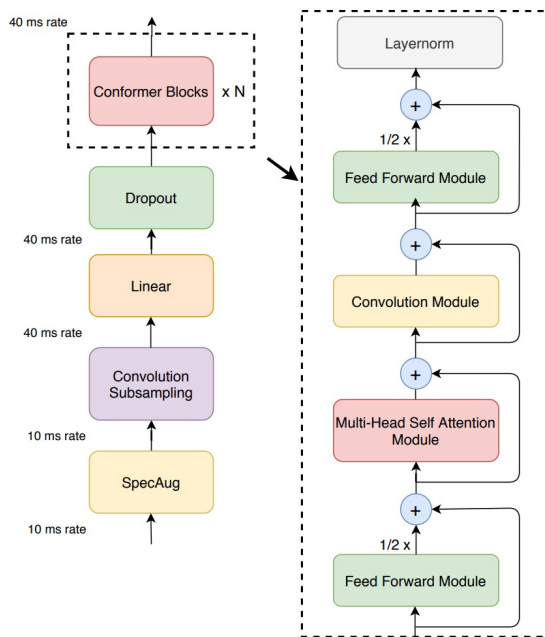 40 ms rate
Conformer Blocks
x N
Dropout
40 ms rate
Linear
40 ms rate
Convolution
Subsampling
10 ms rate
SpecAug
10 ms rate
Layernorm
+
1/2 x
Feed Forward Module
+
Convolution Module
+
Multi-Head Self Attention
Module
+
1/2 x
Feed Forward Module